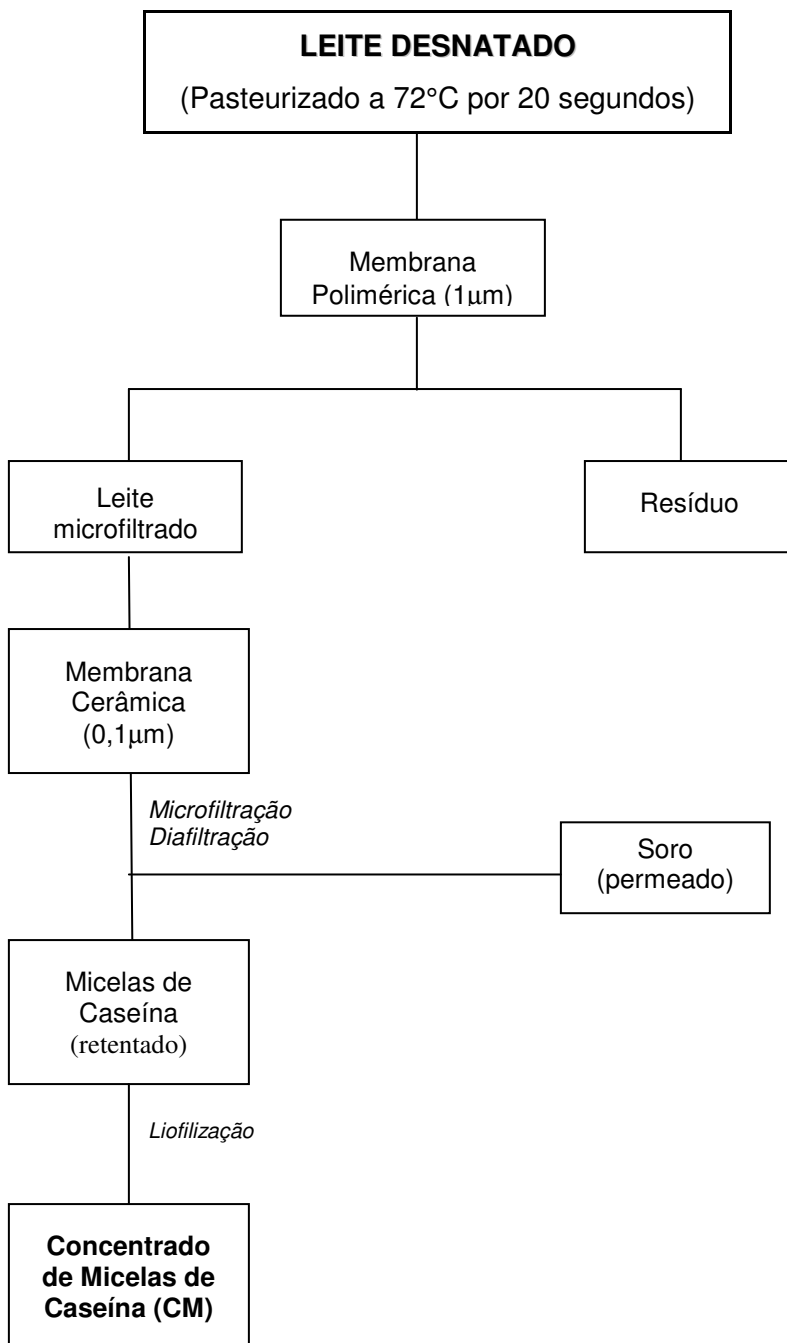 LEITE DESNATADO
(Pasteurizado a 72°C por 20 segundos)
Membrana
Polimérica (1μm)
Leite
microfiltrado
Resíduo
Membrana
Cerâmica
(0,1μm)
Microfiltração
Diafiltração
Soro
(permeado)
Micelas de
Caseína
(retentado)
Liofilização
Concentrado
de Micelas de
Caseína (CM)